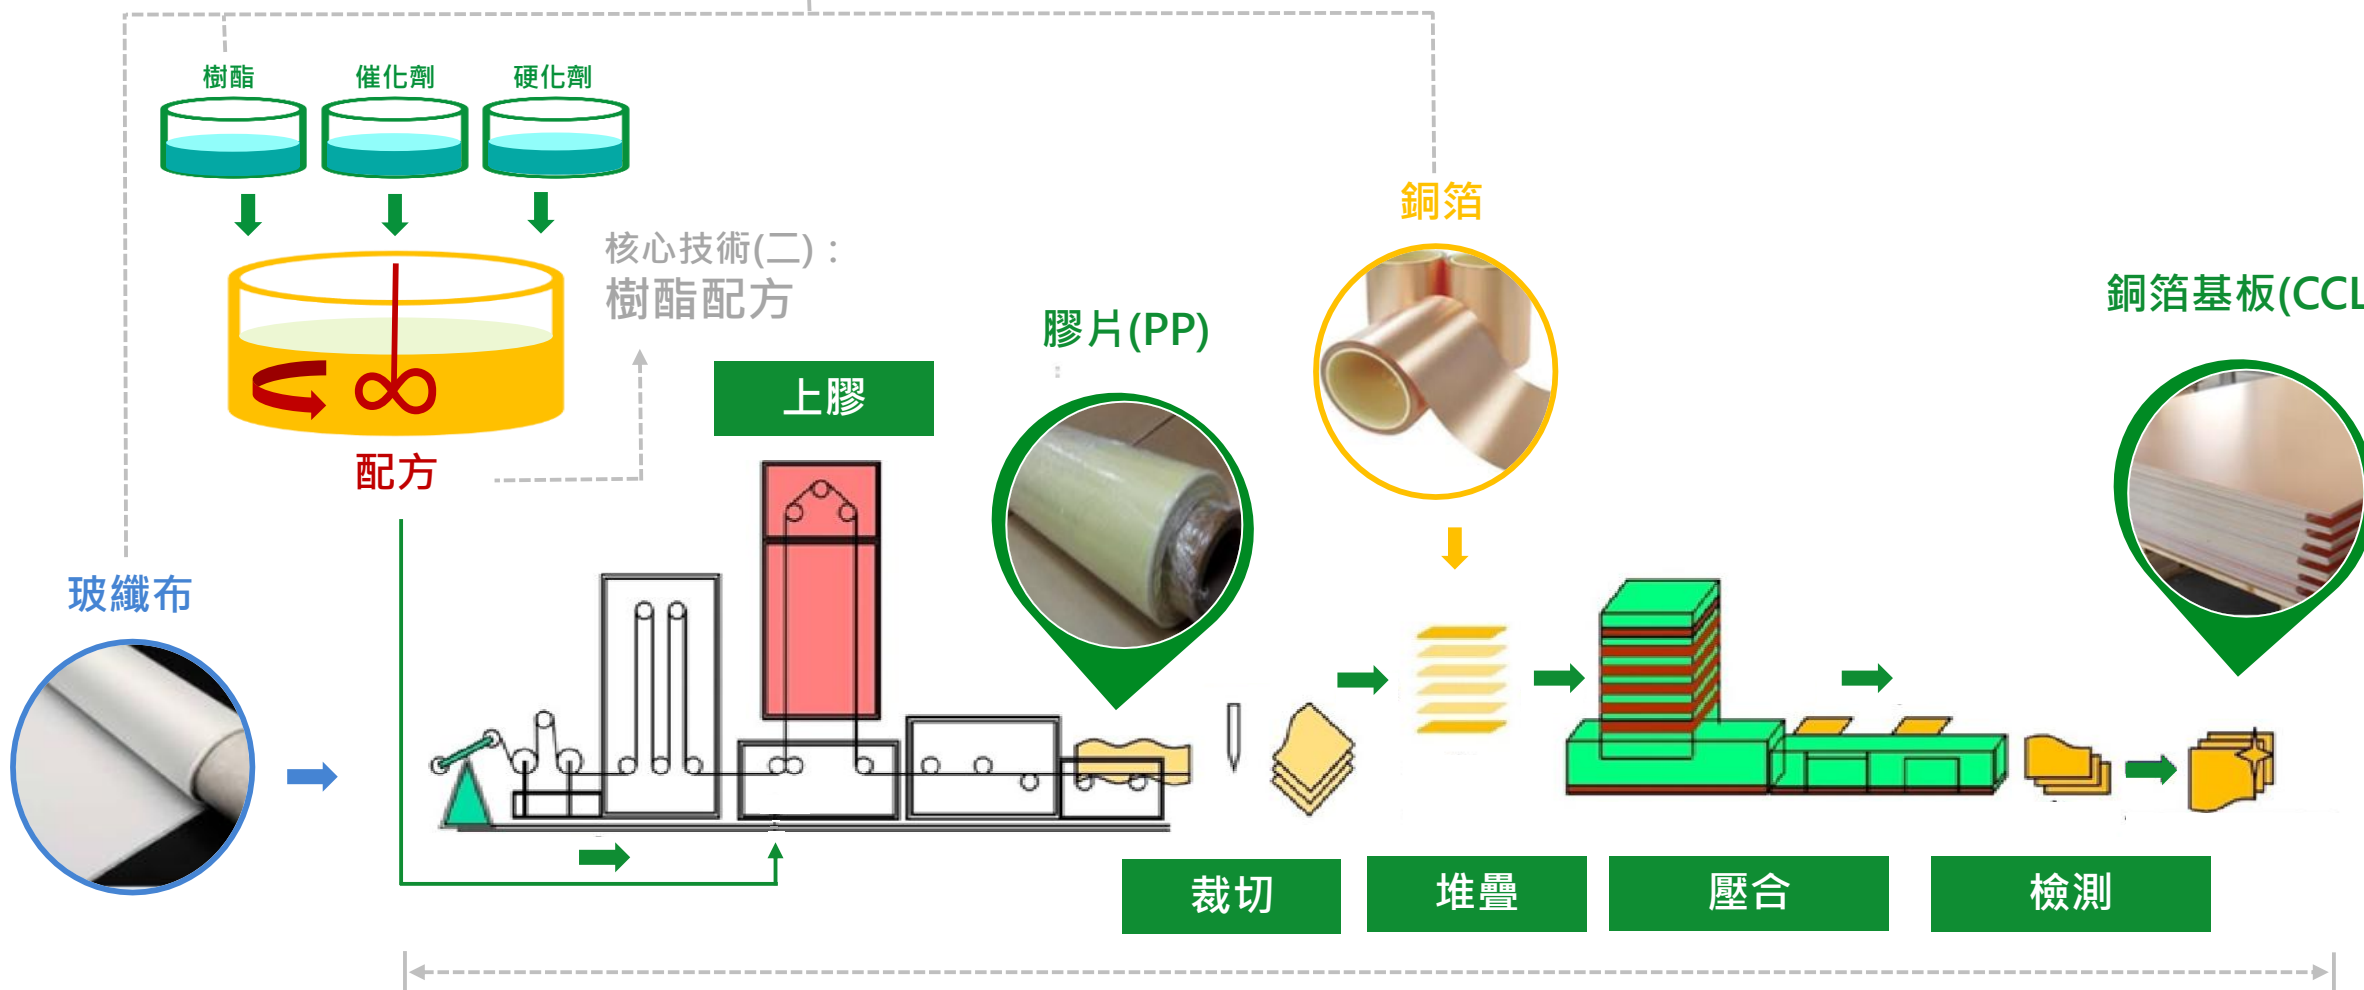 樹酯
催化劑
硬化劑
銅箔
核心技術(二)：
樹酯配方
銅箔基板(CCL
膠片(PP)
:
上膠
配方
玻纖布
裁切
堆疊
壓合
檢測